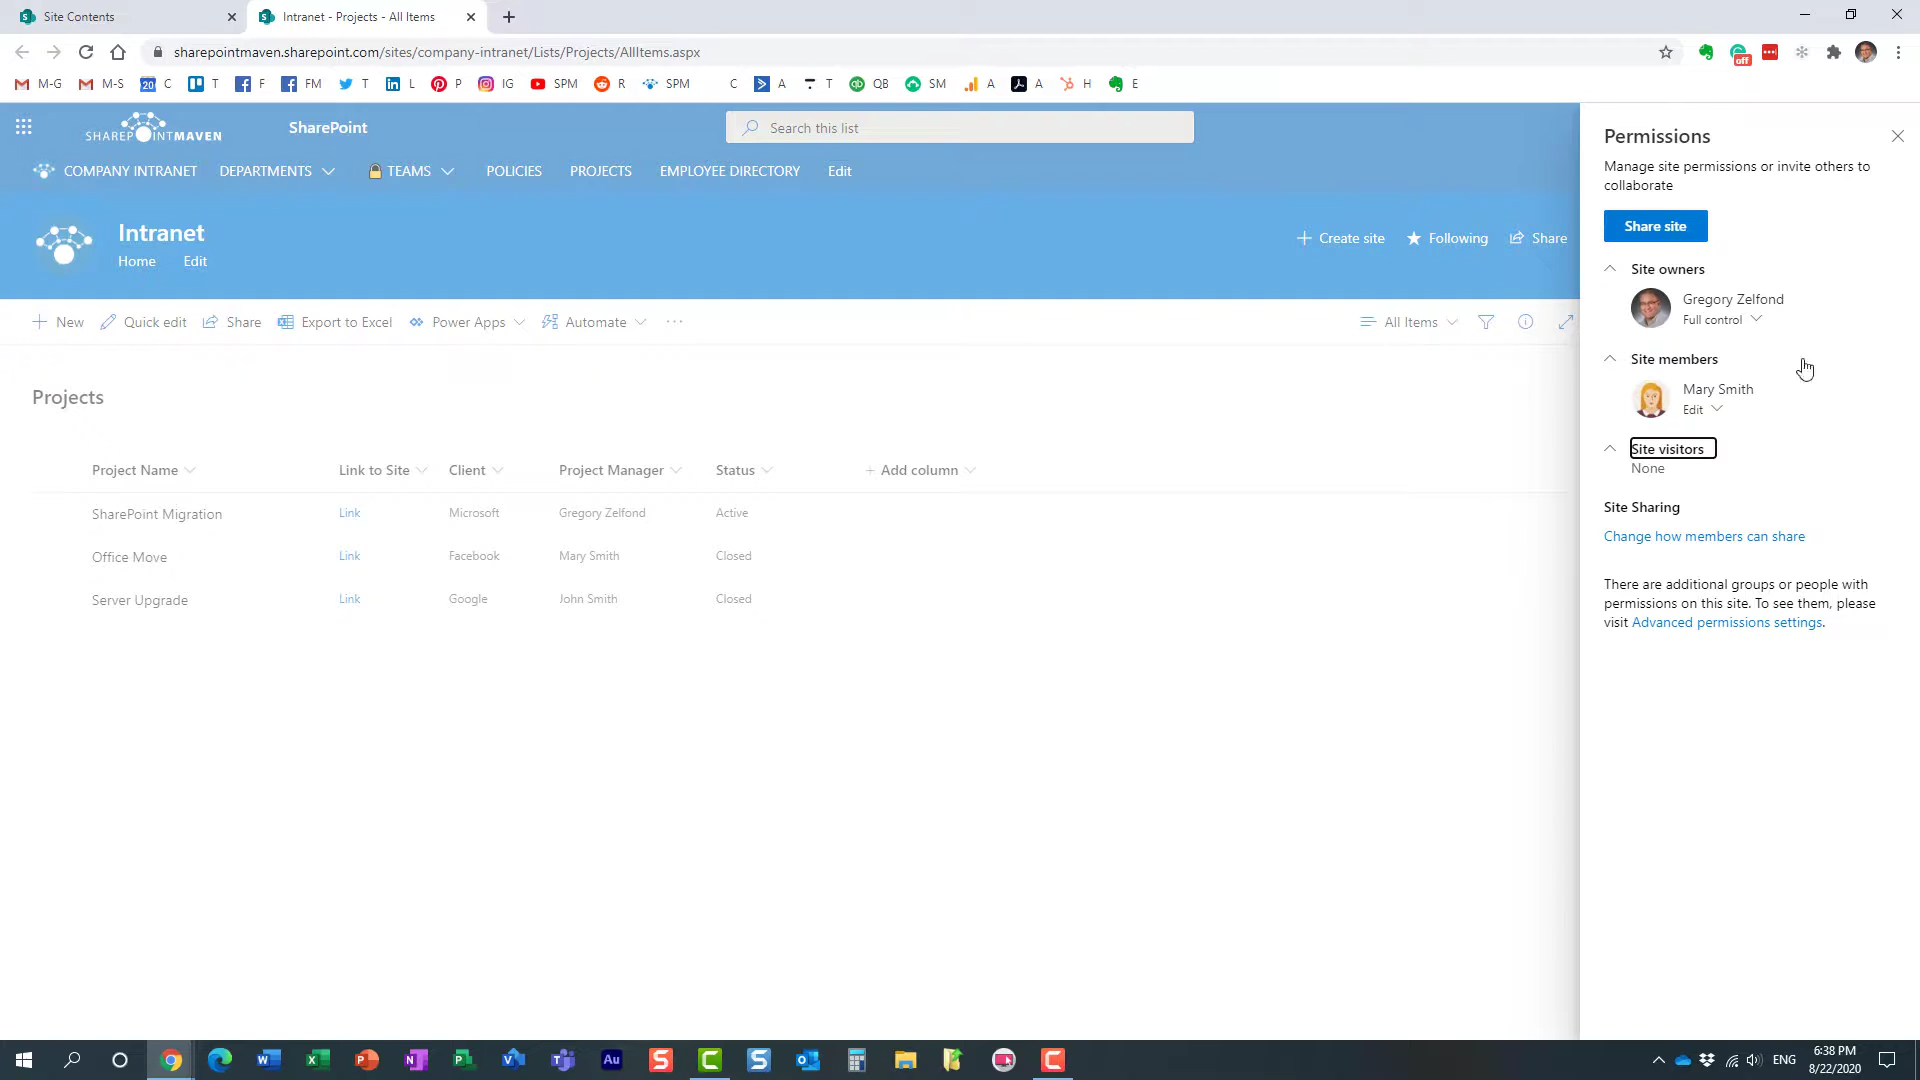 Site Contents
Intranet - Projects - All Items
sharepointmaven.sharepoint.com/sites/company-intranet/Lists/Projects/AllItems.aspx
off
M-G M-S 20 C T F FM T L P IG SPM R SPM C A T QB SM A A H E
SHAREPOINTMAVEN
SharePoint
Search this list
COMPANY INTRANET DEPARTMENTS TEAMS POLICIES PROJECTS EMPLOYEE DIRECTORY Edit
Intranet
Home Edit
+ Create site Following Share
+ New Quick edit Share Export to Excel Power Apps Automate ...
All Items
Projects
Project Name Link to Site Client Project Manager Status + Add column
SharePoint Migration Link Microsoft Gregory Zelfond Active
Office Move Link Facebook Mary Smith Closed
Server Upgrade Link Google John Smith Closed
Permissions
Manage site permissions or invite others to
collaborate
Share site
Site owners
Gregory Zelfond
Full control
Site members
Mary Smith
Edit
Site visitors
None
Site Sharing
Change how members can share
There are additional groups or people with
permissions on this site. To see them, please
visit Advanced permissions settings.
Au
ENG
6:38 PM
8/22/2020